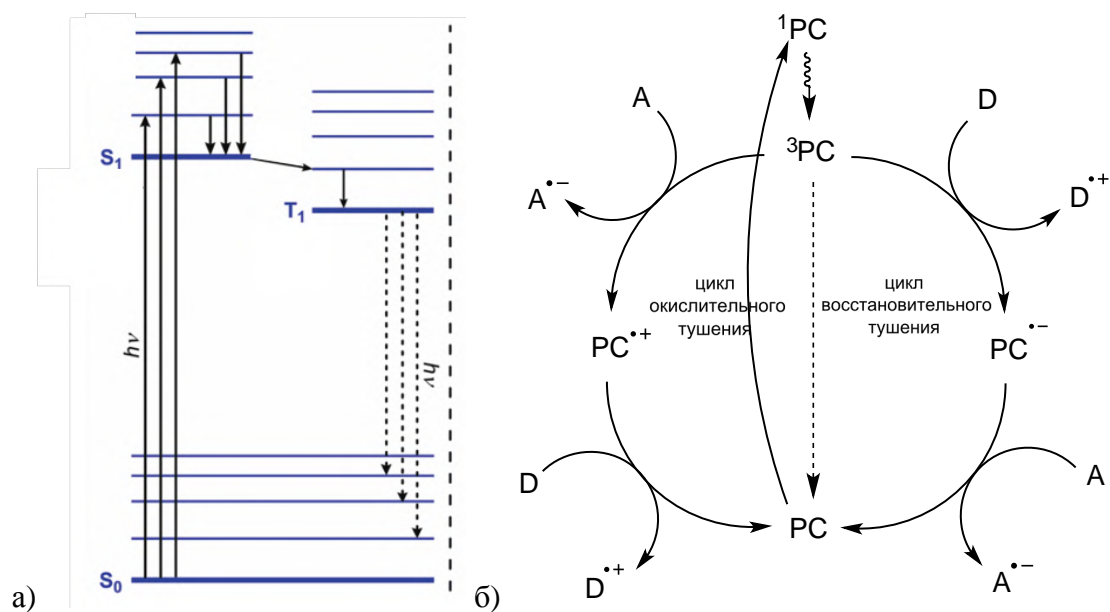 S₁
T₁
hν
hν
S₀
а)
¹PC
A
D
³PC
A•−
D•+
цикл
окислительного
тушения
цикл
восстановительного
тушения
PC•+
PC•−
D
A
PC
D•+
A•−
б)